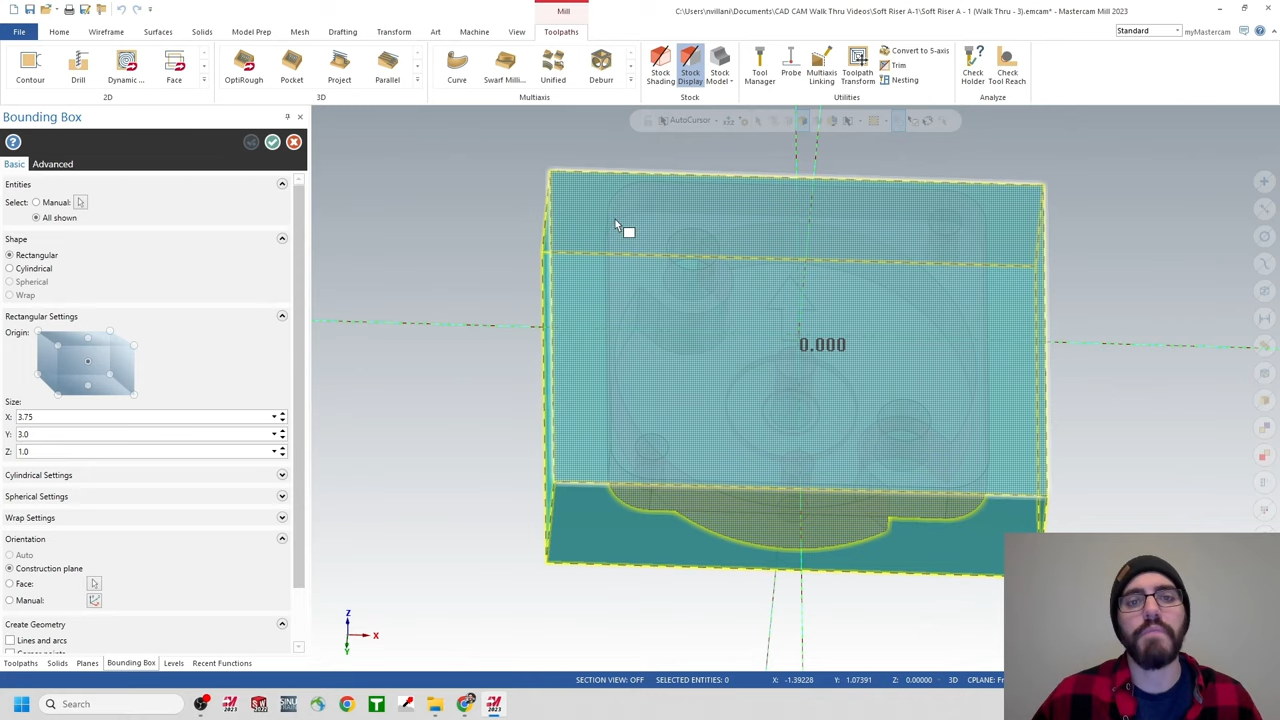 Mill
C:\Users\nvillani\Documents\CAD CAM Walk Thru Videos\Soft Riser A-1\Soft Riser A - 1 (Walk Thru - 3).emcam* - Mastercam Mill 2023
File Home Wireframe Surfaces Solids Model Prep Mesh Drafting Transform Art Machine View Toolpaths
Standard myMastercam
Contour Drill Dynamic ... Face
2D
OptiRough Pocket Project Parallel
3D
Curve Swarf Milli... Unified Deburr
Multiaxis
Stock Shading Stock Display Stock Model
Stock
Tool Manager Probe Multiaxis Linking Toolpath Transform
Convert to 5-axis
Trim
Nesting
Utilities
Check Holder Check Tool Reach
Analyze
Bounding Box
AutoCursor
Basic Advanced
Entities
Select: Manual:
All shown
Shape
Rectangular
Cylindrical
Spherical
Wrap
Rectangular Settings
Origin:
Size:
X: 3.75
Y: 3.0
Z: 1.0
Cylindrical Settings
Spherical Settings
Wrap Settings
Orientation
Auto
Construction plane
Face:
Manual:
Create Geometry
Lines and arcs
0.000
Z
X
Y
Toolpaths Solids Planes Bounding Box Levels Recent Functions
SECTION VIEW: OFF SELECTED ENTITIES: 0 X: -1.39228 Y: 1.07391 Z: 0.00000 3D CPLANE:
Search